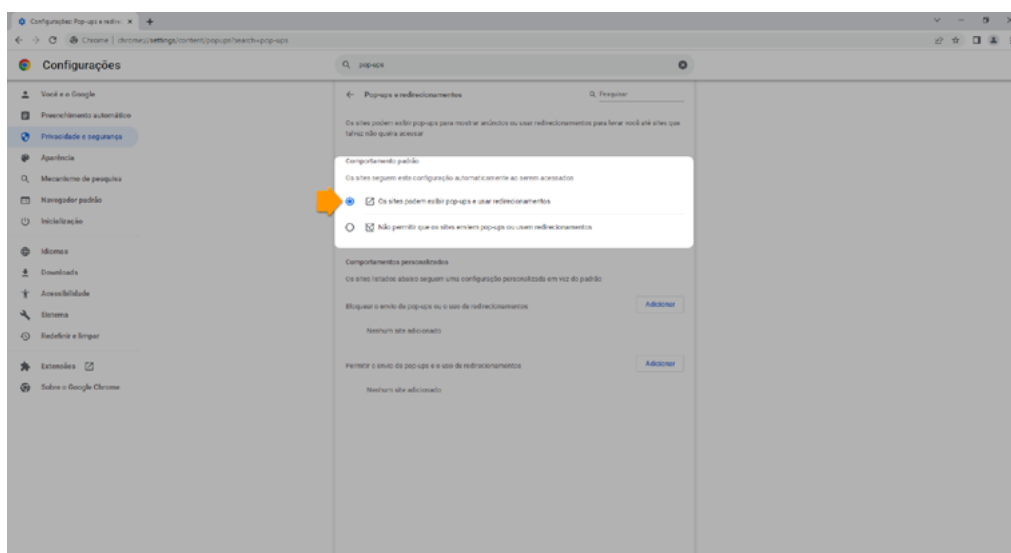 Configurações: Pop-ups e redire
Chrome | chrome://settings/content/popups?search=pop-ups
Configurações
pop-ups
Você e o Google
Preenchimento automático
Privacidade e segurança
Aparência
Mecanismo de pesquisa
Navegador padrão
Inicialização
Idiomas
Downloads
Acessibilidade
Sistema
Redefinir e limpar
Extensões
Sobre o Google Chrome
Pop-ups e redirecionamentos
Pesquisar
Os sites podem exibir pop-ups para mostrar anúncios ou usar redirecionamentos para levar você até sites que
talvez não queira acessar
Comportamento padrão
Os sites seguem esta configuração automaticamente ao serem acessados
Os sites podem exibir pop-ups e usar redirecionamentos
Não permitir que os sites enviem pop-ups ou usem redirecionamentos
Comportamentos personalizados
Os sites listados abaixo seguem uma configuração personalizada em vez do padrão
Bloquear o envio de pop-ups ou o uso de redirecionamentos
Adicionar
Nenhum site adicionado
Permitir o envio de pop-ups e o uso de redirecionamentos
Adicionar
Nenhum site adicionado